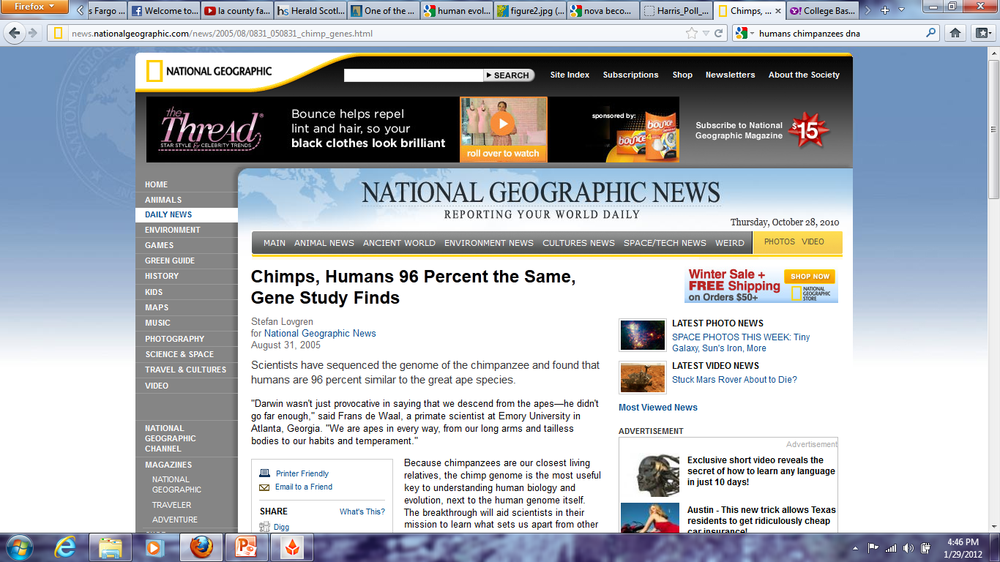 Firefox
s Fargo ...
Welcome to...
la county fa...
Herald Scotl...
One of the ...
human evol...
figure2.jpg (...
nova beco...
Harris_Poll_...
Chimps, ...
College Bas...
news.nationalgeographic.com/news/2005/08/0831_050831_chimp_genes.html
humans chimpanzees dna
NATIONAL GEOGRAPHIC
SEARCH
Site Index
Subscriptions
Shop
Newsletters
About the Society
the Thread
STAR STYLE & CELEBRITY TRENDS
Bounce helps repel
lint and hair, so your
black clothes look brilliant
roll over to watch
sponsored by:
bounce
bounce
Subscribe to National
Geographic Magazine
$15
HOME
ANIMALS
DAILY NEWS
ENVIRONMENT
GAMES
GREEN GUIDE
HISTORY
KIDS
MAPS
MUSIC
PHOTOGRAPHY
SCIENCE & SPACE
TRAVEL & CULTURES
VIDEO
NATIONAL
GEOGRAPHIC
CHANNEL
MAGAZINES
NATIONAL
GEOGRAPHIC
TRAVELER
ADVENTURE
NATIONAL GEOGRAPHIC NEWS
REPORTING YOUR WORLD DAILY
Thursday, October 28, 2010
MAIN ANIMAL NEWS ANCIENT WORLD ENVIRONMENT NEWS CULTURES NEWS SPACE/TECH NEWS WEIRD PHOTOS VIDEO
Chimps, Humans 96 Percent the Same,
Gene Study Finds
Stefan Lovgren
for National Geographic News
August 31, 2005
Scientists have sequenced the genome of the chimpanzee and found that
humans are 96 percent similar to the great ape species.
"Darwin wasn't just provocative in saying that we descend from the apes—he didn't
go far enough," said Frans de Waal, a primate scientist at Emory University in
Atlanta, Georgia. "We are apes in every way, from our long arms and tailless
bodies to our habits and temperament."
Printer Friendly
Email to a Friend
SHARE
What's This?
Digg
Because chimpanzees are our closest living
relatives, the chimp genome is the most useful
key to understanding human biology and
evolution, next to the human genome itself.
The breakthrough will aid scientists in their
mission to learn what sets us apart from other
Winter Sale +
FREE Shipping
on Orders $50+
SHOP NOW
NATIONAL
GEOGRAPHIC
STORE
LATEST PHOTO NEWS
SPACE PHOTOS THIS WEEK: Tiny
Galaxy, Sun's Iron, More
LATEST VIDEO NEWS
Stuck Mars Rover About to Die?
Most Viewed News
ADVERTISEMENT
Advertisement
Exclusive short video reveals the
secret of how to learn any language
in just 10 days!
Austin - This new trick allows Texas
residents to get ridiculously cheap
car insurance!
4:46 PM
1/29/2012